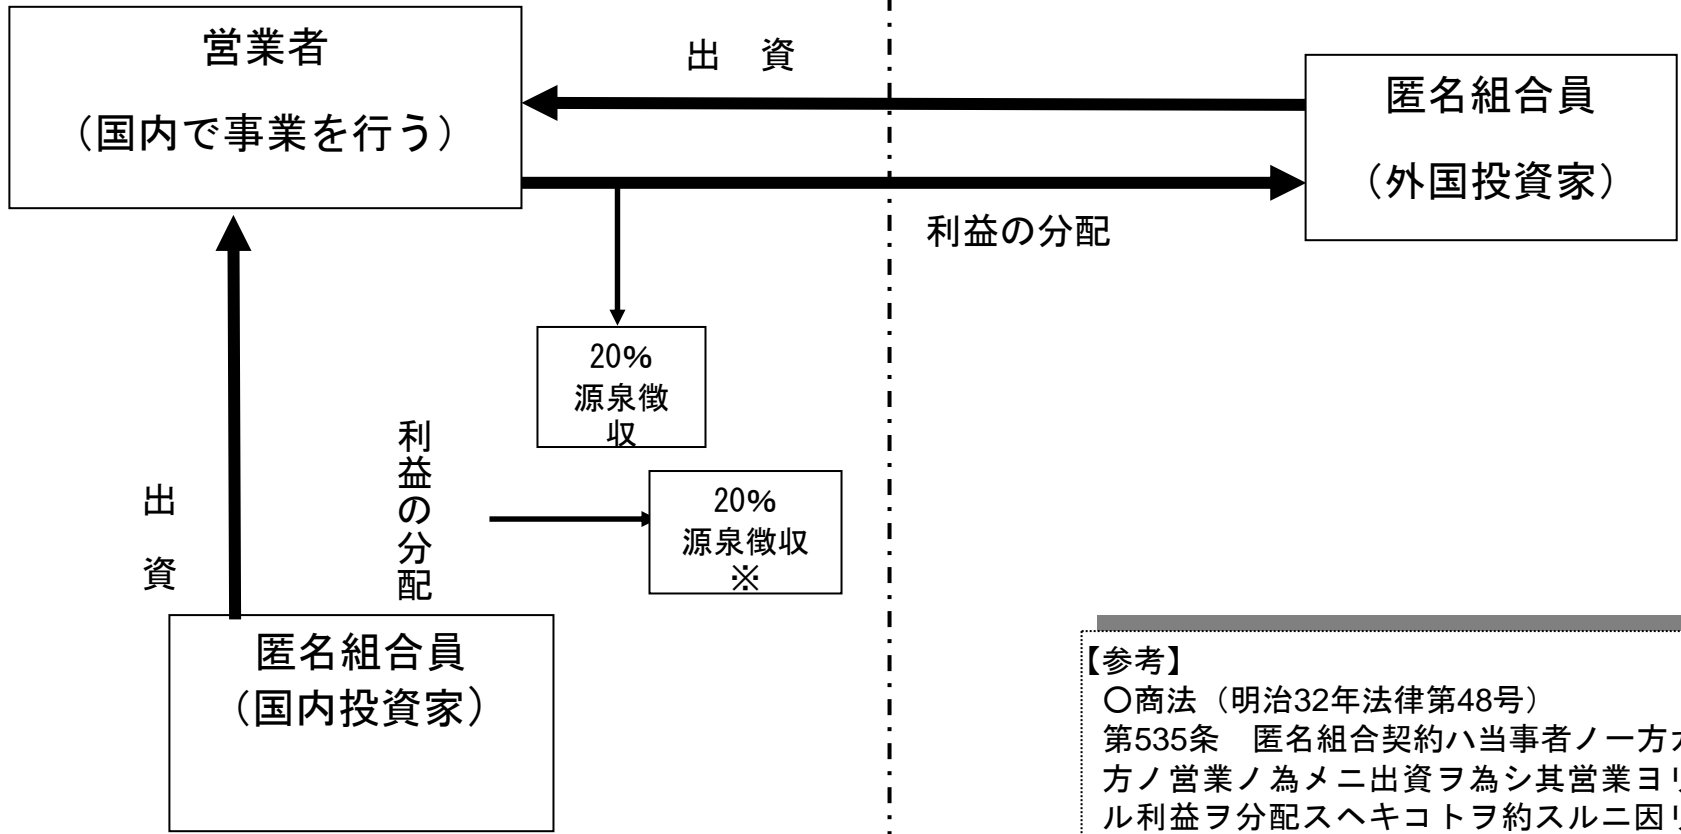 営業者
（国内で事業を行う）
出　資
匿名組合員
（外国投資家）
利益の分配
20%
源泉徴
収
利益の分配
20%
源泉徴収
※
出
資
匿名組合員
（国内投資家）
【参考】
〇商法（明治32年法律第48号）
第535条　匿名組合契約ハ当事者ノ一方カ
方ノ営業ノ為メニ出資ヲ為シ其営業ヨリ
ル利益ヲ分配スヘキコトヲ約スルニ因リ